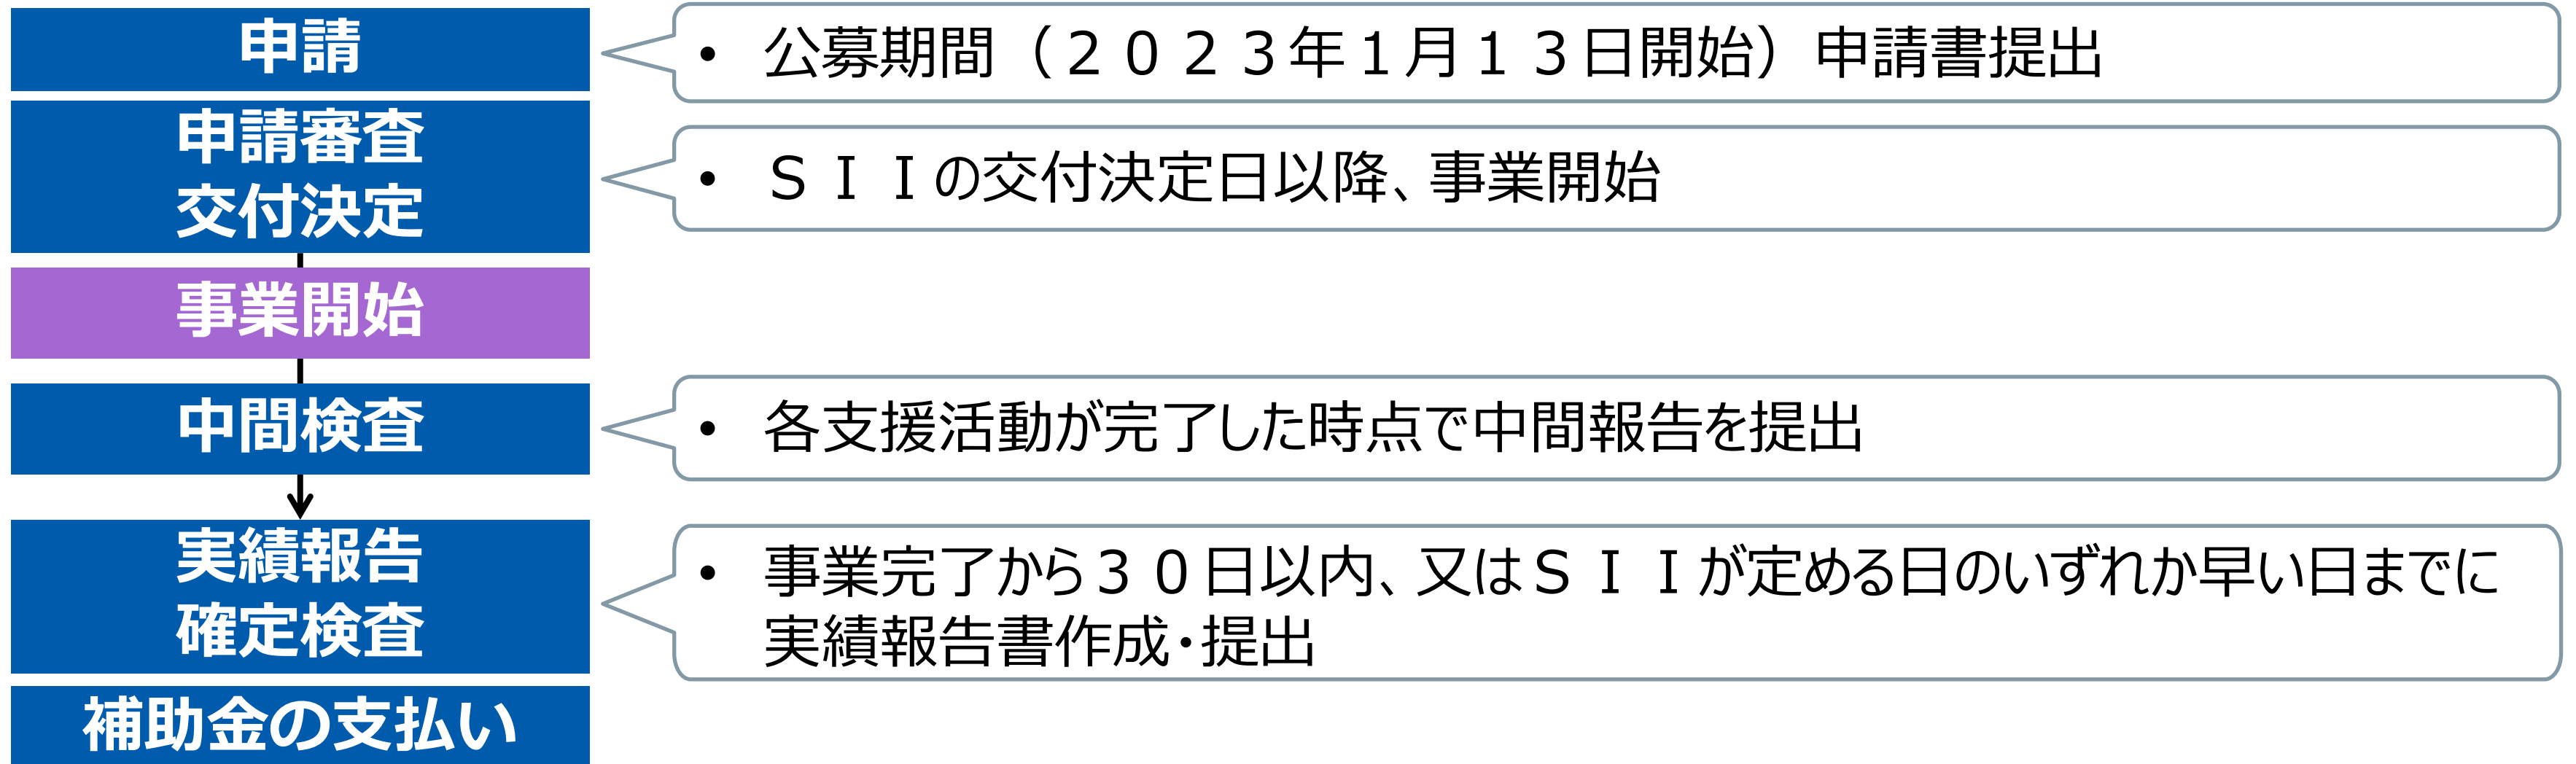 申請
• 公募期間（２０２３年１月１３日開始）申請書提出
申請審査
交付決定
• ＳＩＩの交付決定日以降、事業開始
事業開始
中間検査
• 各支援活動が完了した時点で中間報告を提出
実績報告
確定検査
• 事業完了から３０日以内、又はＳＩＩが定める日のいずれか早い日までに
実績報告書作成・提出
補助金の支払い